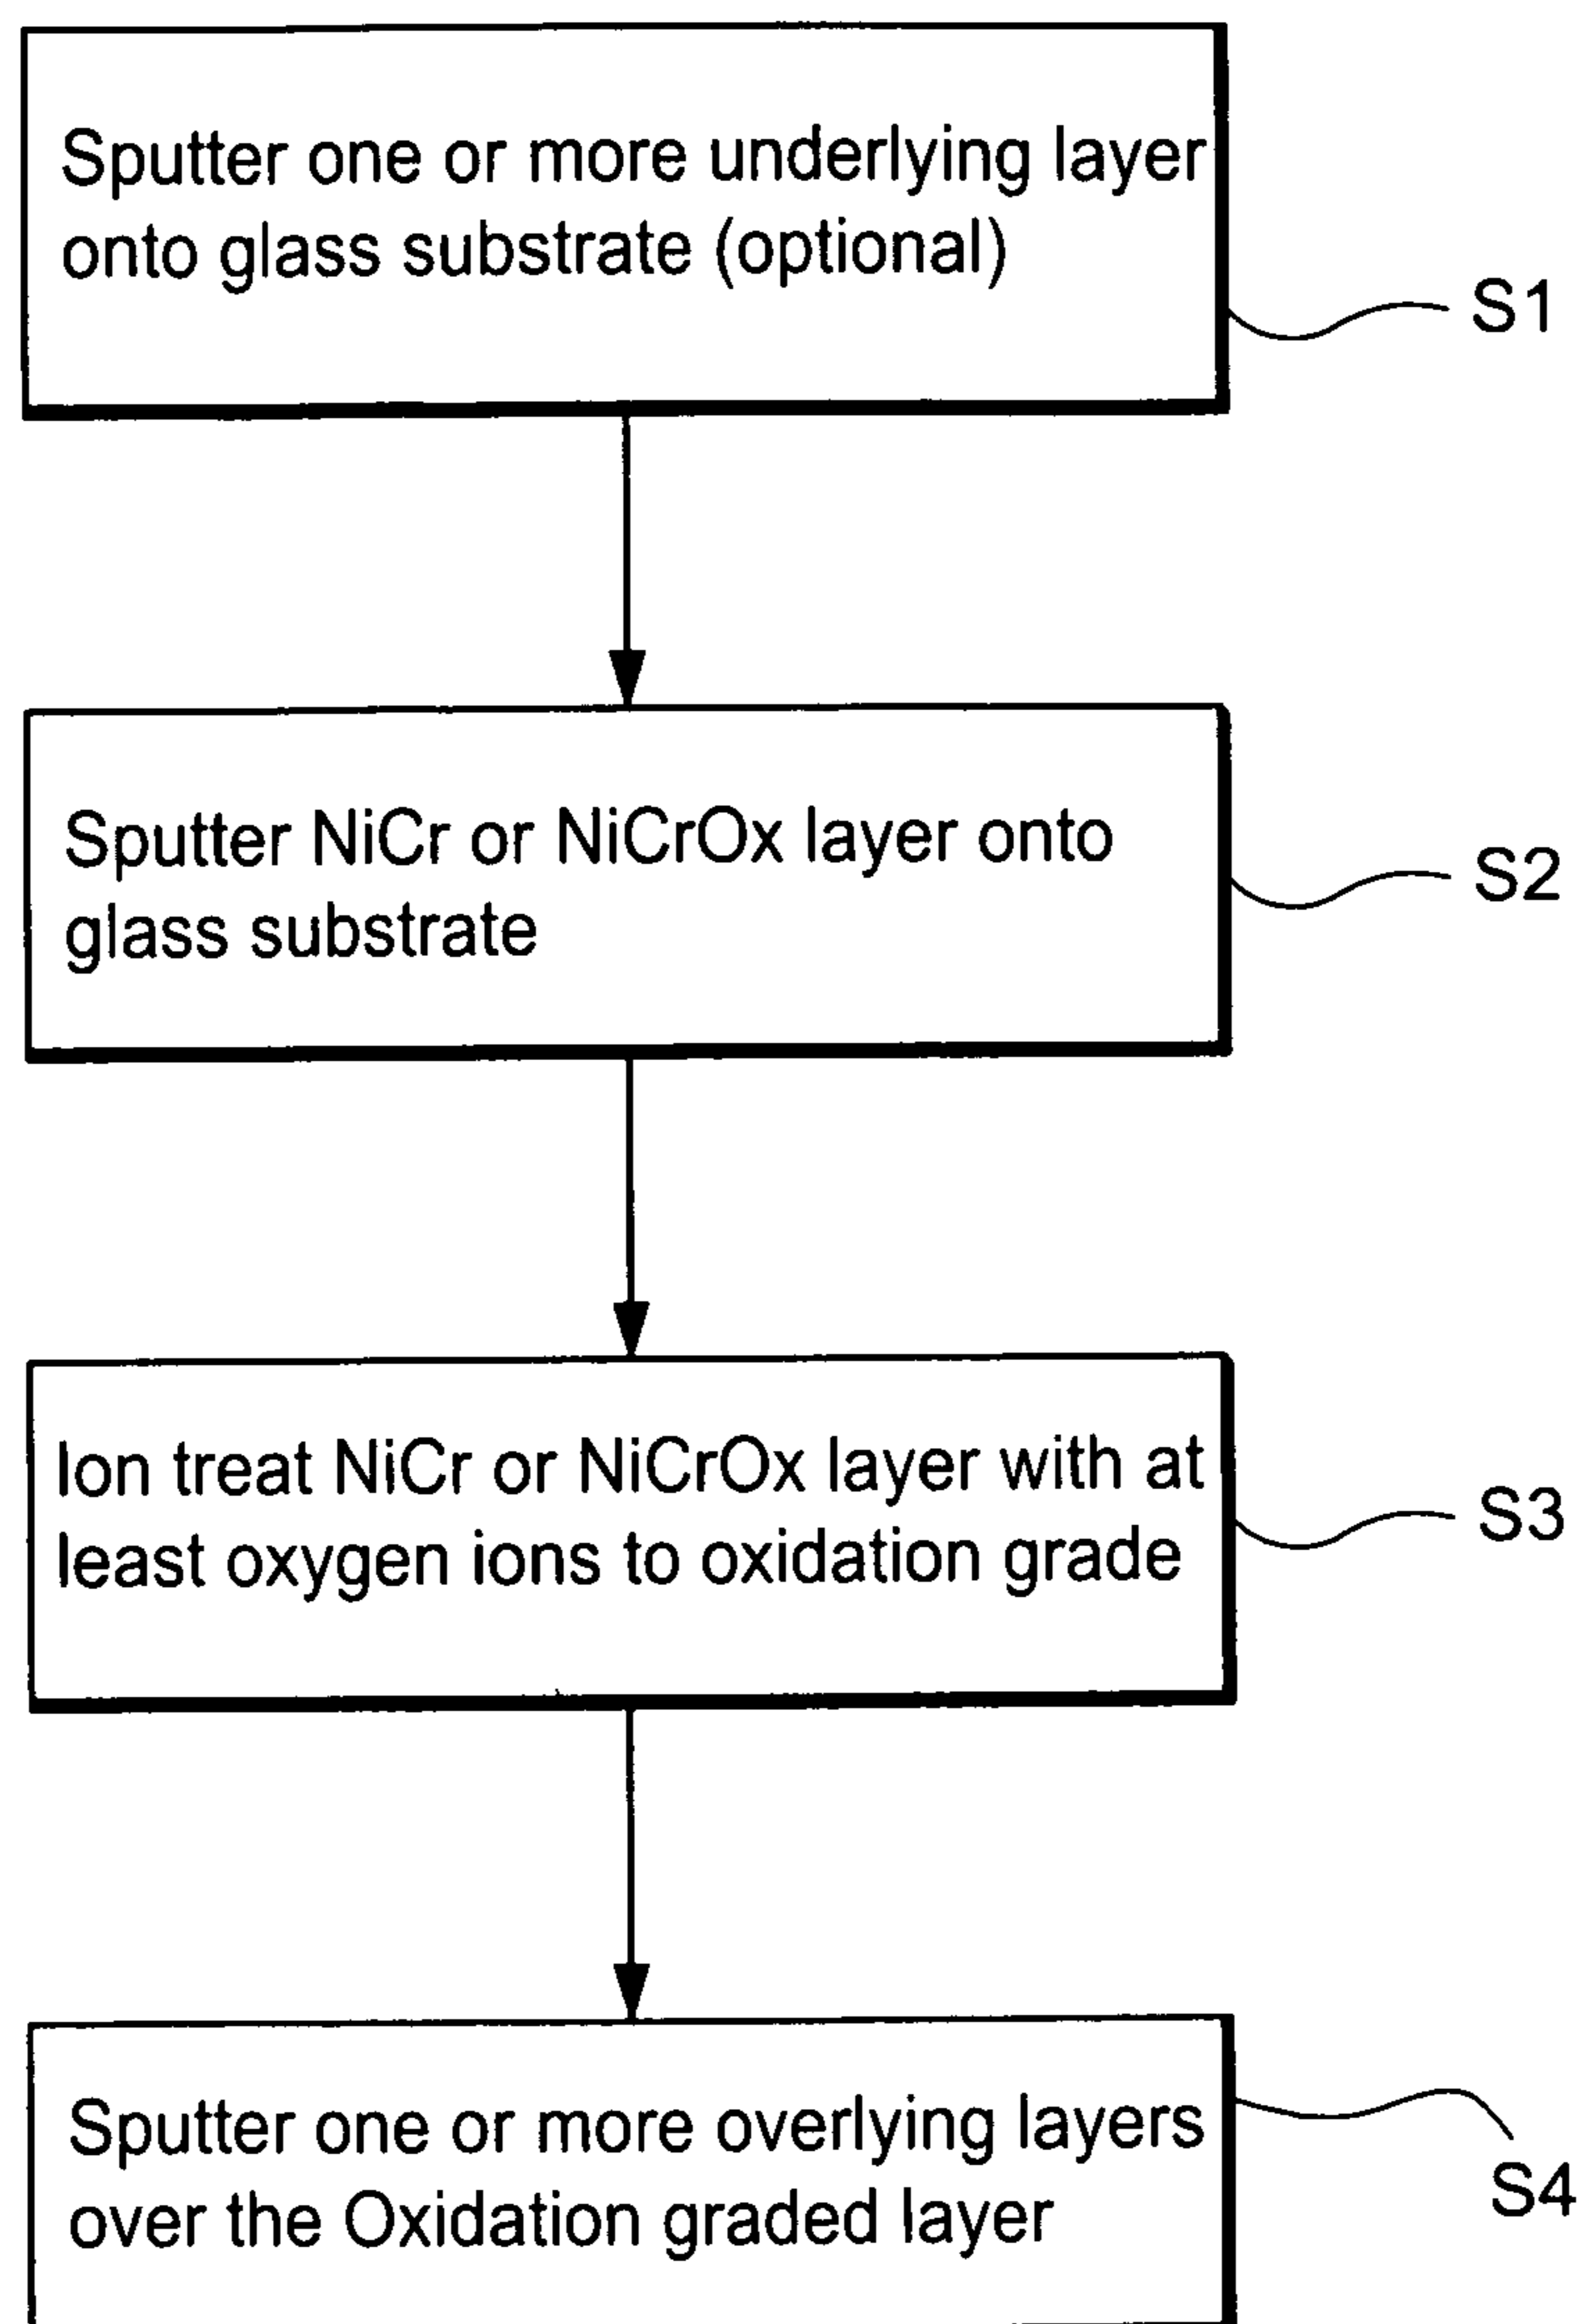 Sputter one or more underlying layer
onto glass substrate (optional)
S1
Sputter NiCr or NiCrOx layer onto
glass substrate
S2
Ion treat NiCr or NiCrOx layer with at
least oxygen ions to oxidation grade
S3
Sputter one or more overlying layers
over the Oxidation graded layer
S4